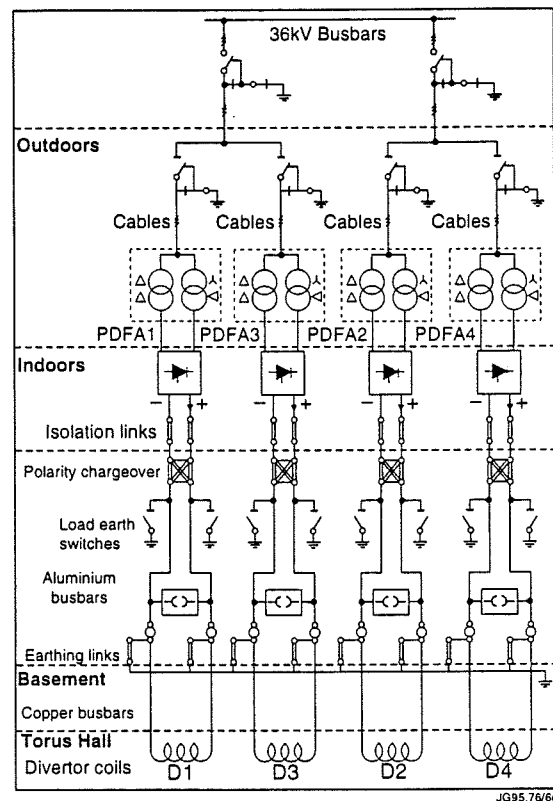 36kV Busbars
Outdoors
Cables Cables Cables Cables
PDFA1 PDFA3 PDFA2 PDFA4
Indoors
− + − + − + − +
Isolation links
Polarity chargeover
Load earth
switches
Aluminium
busbars
Earthing links
Basement
Copper busbars
Torus Hall
Divertor coils D1 D3 D2 D4